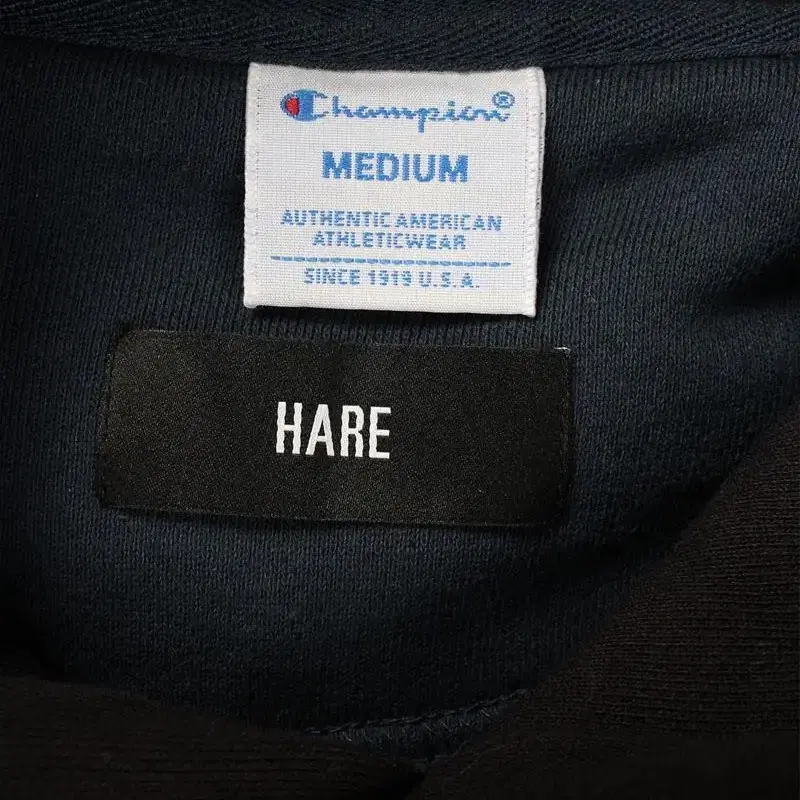 Champion®
MEDIUM
AUTHENTIC AMERICAN
ATHLETICWEAR
SINCE 1919 U.S.A.
HARE